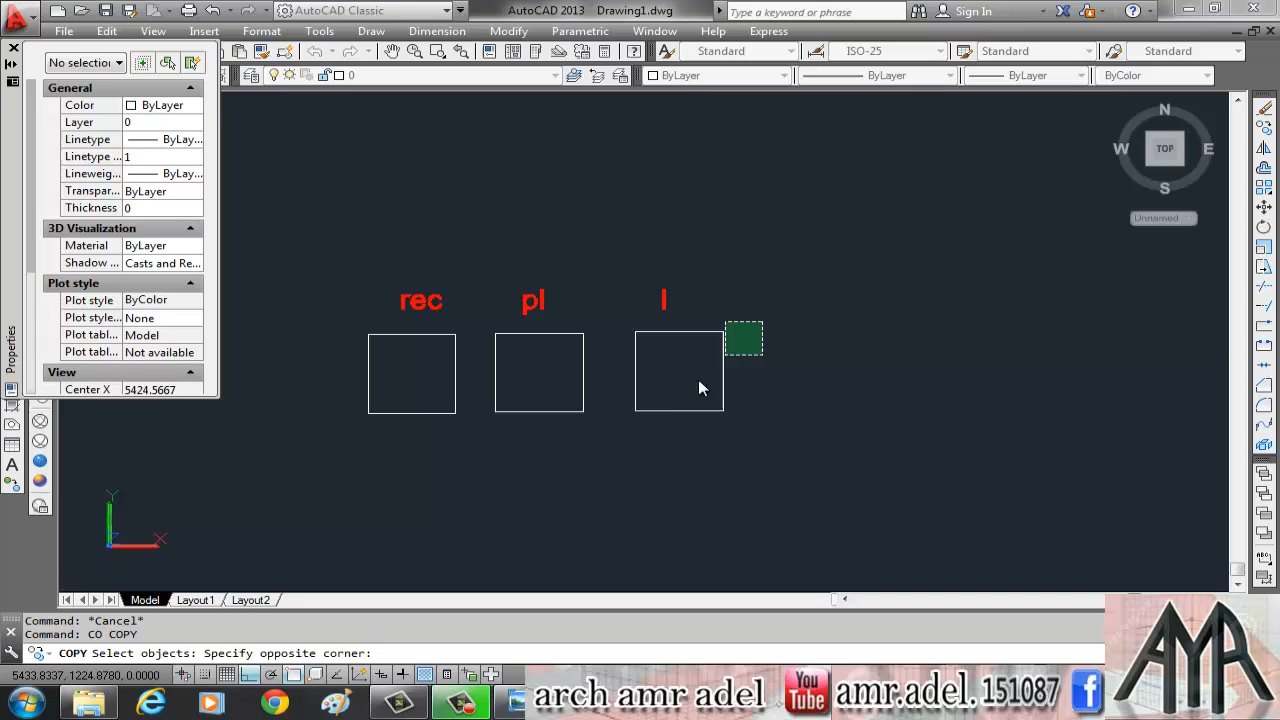 AutoCAD Classic
AutoCAD 2013 Drawing1.dwg
Type a keyword or phrase
Sign In
File Edit View Insert Format Tools Draw Dimension Modify Parametric Window Help Express
Standard ISO-25 Standard Standard
0 ByLayer ByLayer ByLayer ByColor
No selectior
General
Color ByLayer
Layer 0
Linetype ByLay...
Linetype ... 1
Lineweig... ByLay...
Transpar... ByLayer
Thickness 0
3D Visualization
Material ByLayer
Shadow ... Casts and Re...
Plot style
Plot style ByColor
Plot style... None
Plot tabl... Model
Plot tabl... Not available
View
Center X 5424.5667
Properties
rec pl l
N
W TOP E
S
Unnamed
Y
X
Model Layout1 Layout2
Command: *Cancel*
Command: CO COPY
COPY Select objects: Specify opposite corner:
5433.8337, 1224.8780, 0.0000
arch amr adel You Tube amr.adel.151087 f
AYA